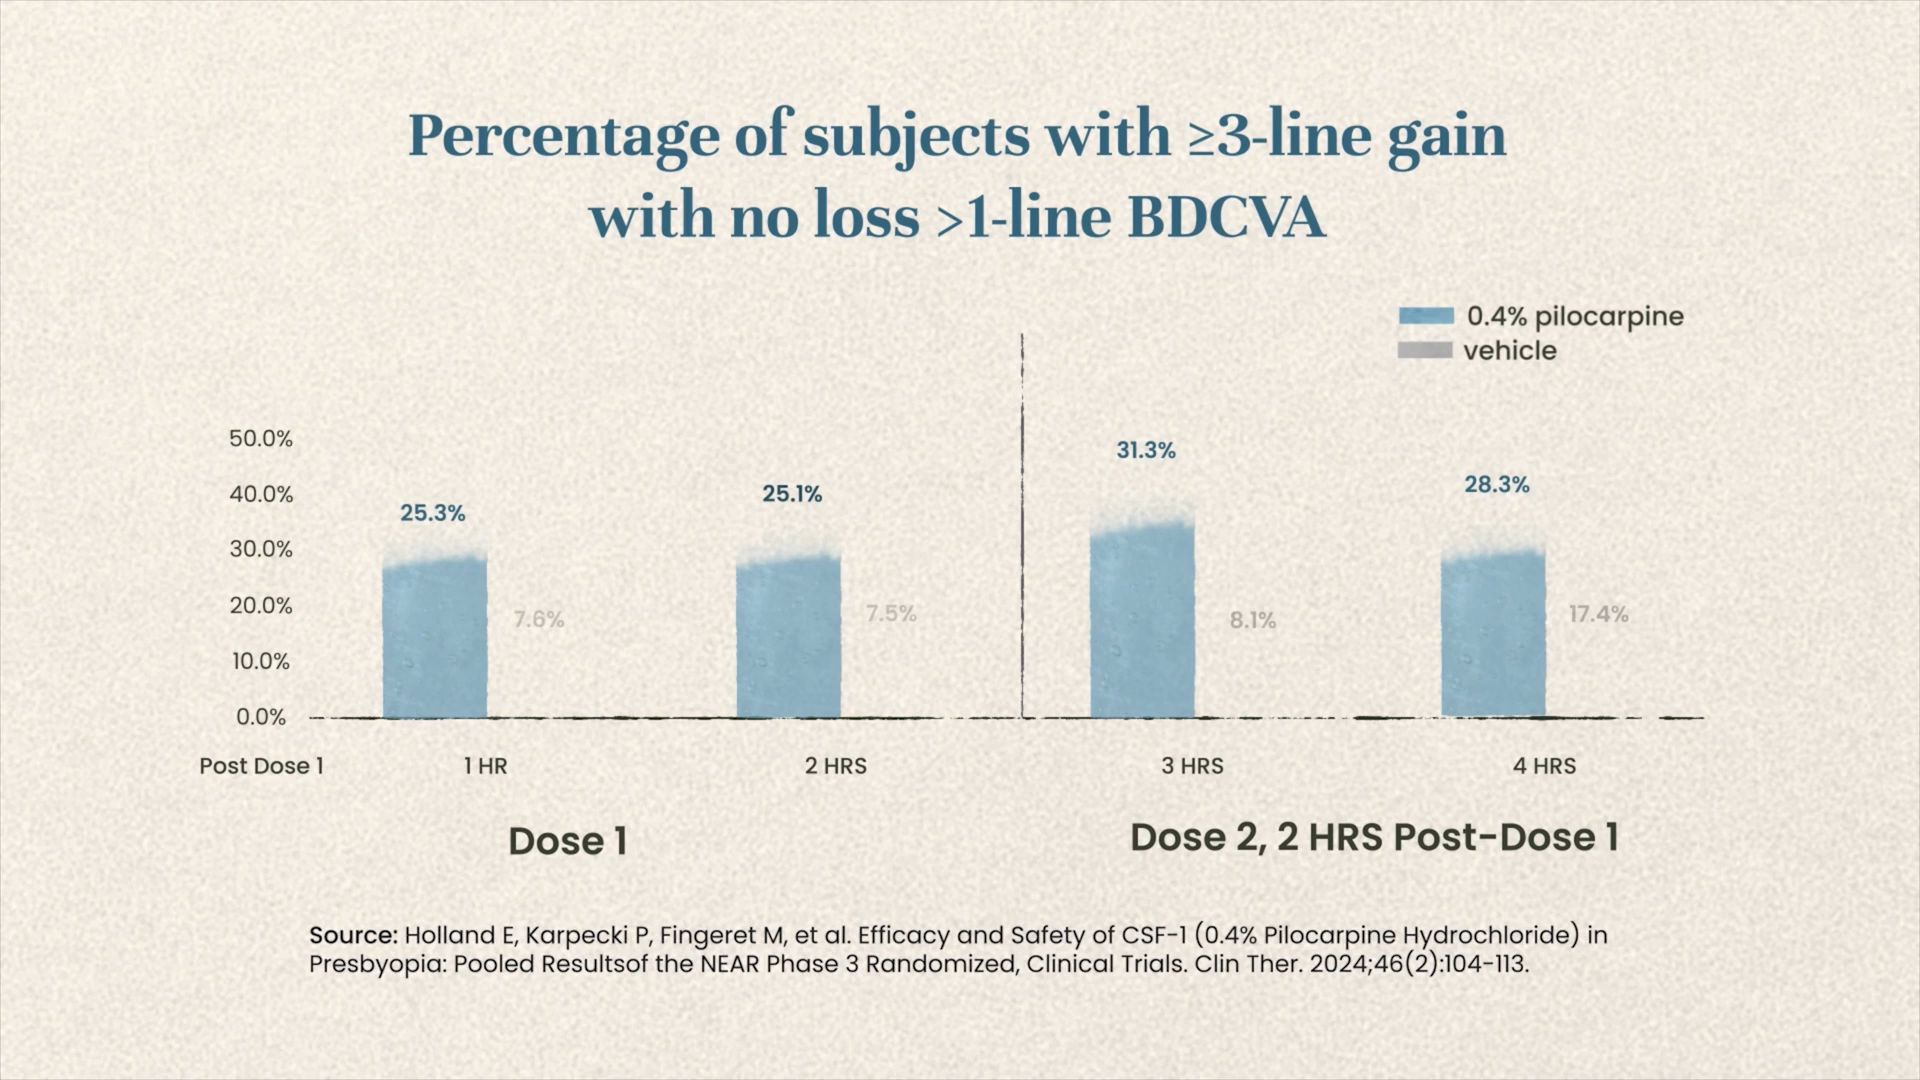 Percentage of subjects with ≥3-line gain
with no loss >1-line BDCVA
0.4% pilocarpine
vehicle
50.0%
40.0%
30.0%
20.0%
10.0%
0.0%
25.3%
7.6%
25.1%
7.5%
31.3%
8.1%
28.3%
17.4%
Post Dose 1
1 HR
2 HRS
3 HRS
4 HRS
Dose 1
Dose 2, 2 HRS Post-Dose 1
Source: Holland E, Karpecki P, Fingeret M, et al. Efficacy and Safety of CSF-1 (0.4% Pilocarpine Hydrochloride) in
Presbyopia: Pooled Resultsof the NEAR Phase 3 Randomized, Clinical Trials. Clin Ther. 2024;46(2):104-113.